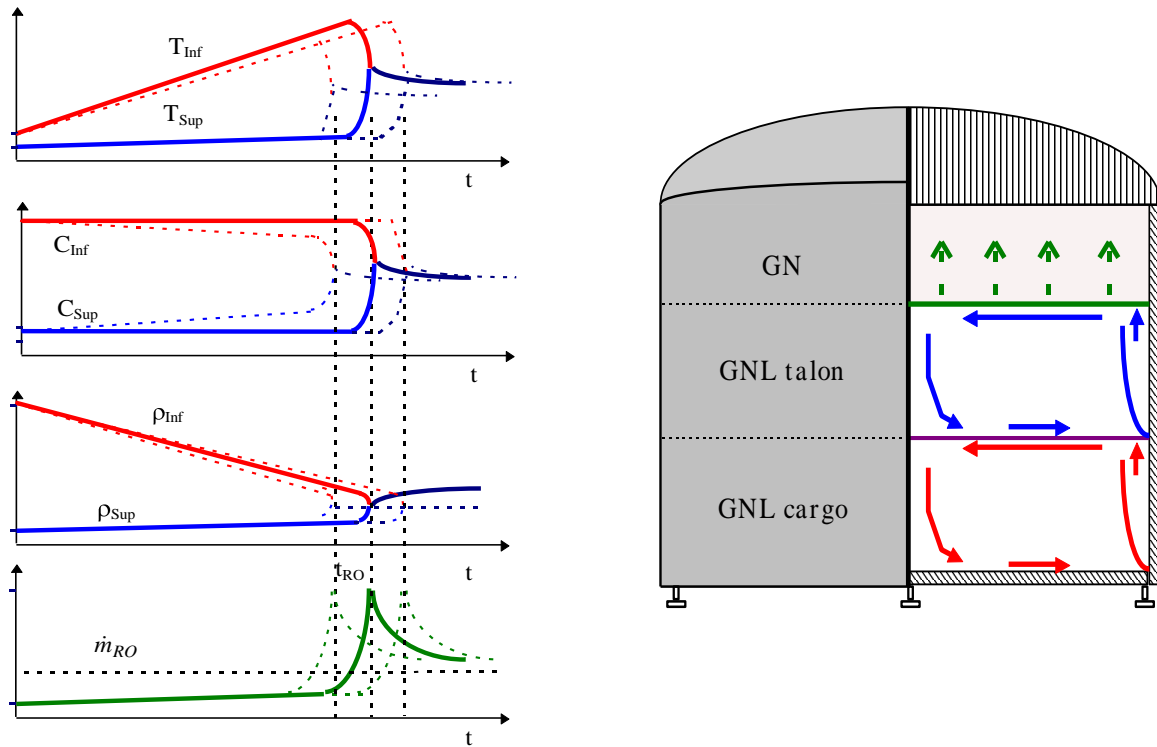 T_Inf
T_Sup
t
C_Inf
C_Sup
t
ρ_Inf
ρ_Sup
t
t_RO
ṁ_RO
t
GN
GNL talon
GNL cargo